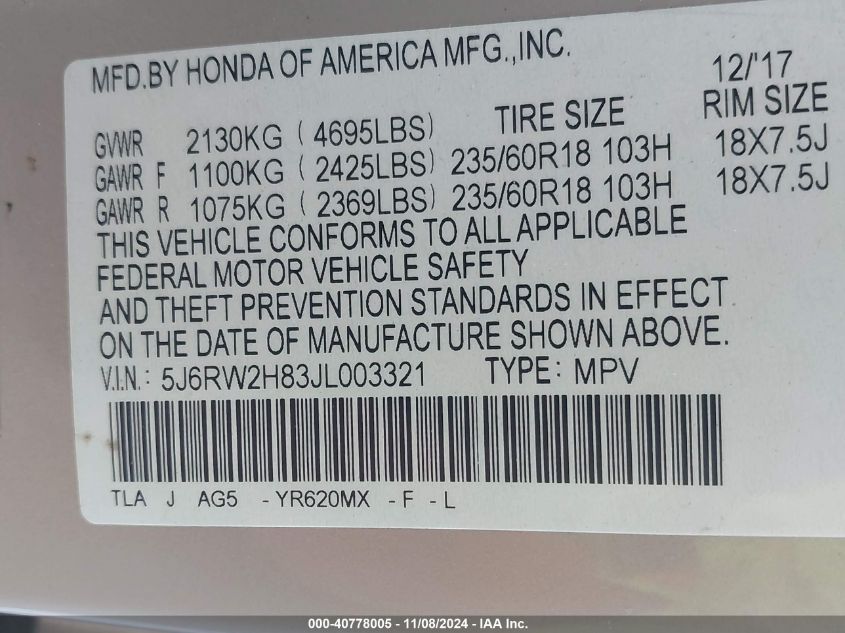 MFD.BY HONDA OF AMERICA MFG.,INC. 12/'17
TIRE SIZE RIM SIZE
GVWR 2130KG ( 4695LBS)
GAWR F 1100KG ( 2425LBS) 235/60R18 103H 18X7.5J
GAWR R 1075KG ( 2369LBS) 235/60R18 103H 18X7.5J
THIS VEHICLE CONFORMS TO ALL APPLICABLE
FEDERAL MOTOR VEHICLE SAFETY
AND THEFT PREVENTION STANDARDS IN EFFECT
ON THE DATE OF MANUFACTURE SHOWN ABOVE.
V.I.N.: 5J6RW2H83JL003321 TYPE: MPV
TLA J AG5 -YR620MX -F -L
000-40778005 - 11/08/2024 - IAA Inc.